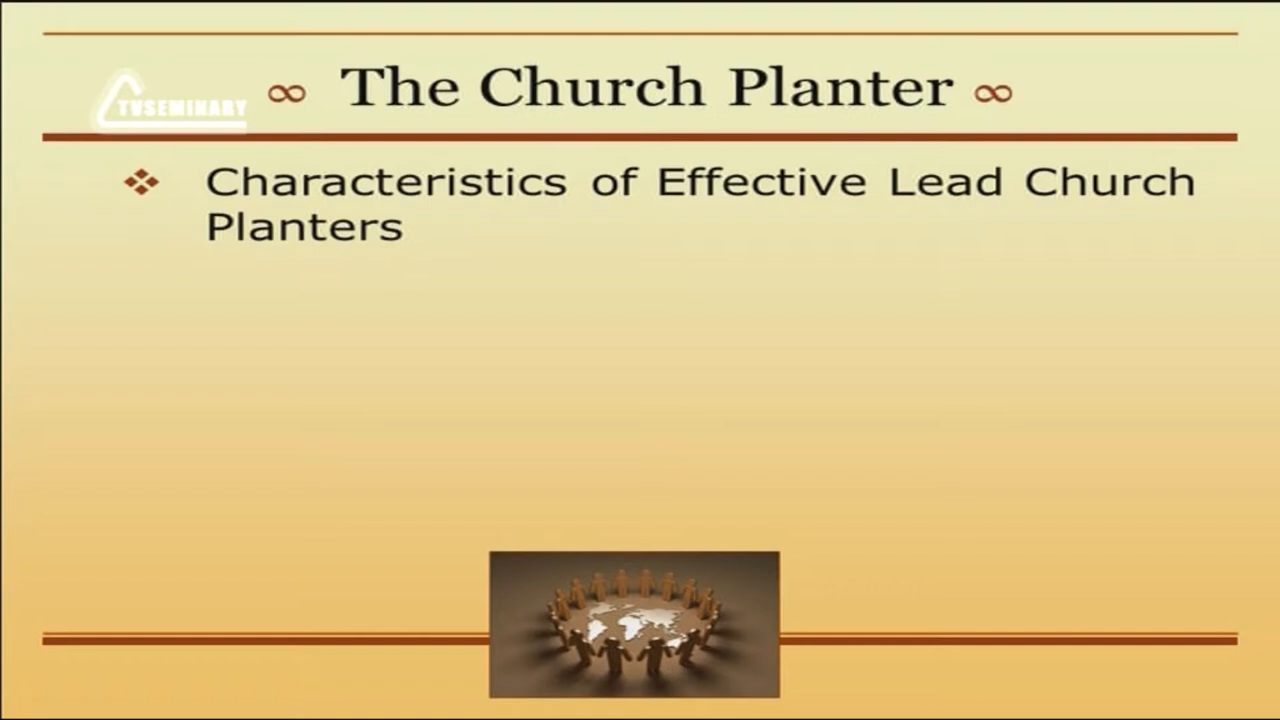 ∞ The Church Planter ∞
TVSEMINARY
❖ Characteristics of Effective Lead Church
Planters